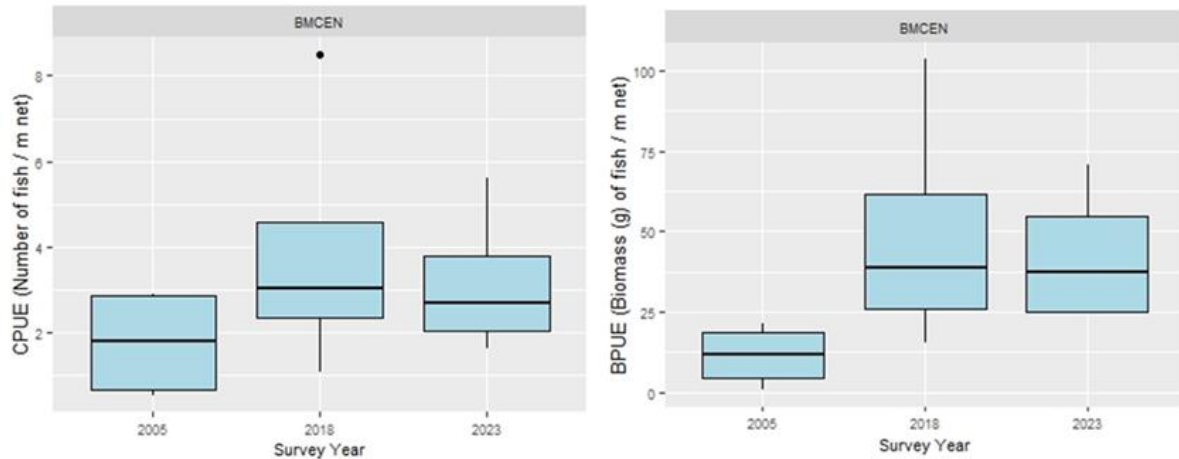 BMCEN
CPUE (Number of fish / m net)
8
6
4
2
2005 2018 2023
Survey Year
BMCEN
BPUE (Biomass (g) of fish / m net)
100
75
50
25
0
2005 2018 2023
Survey Year